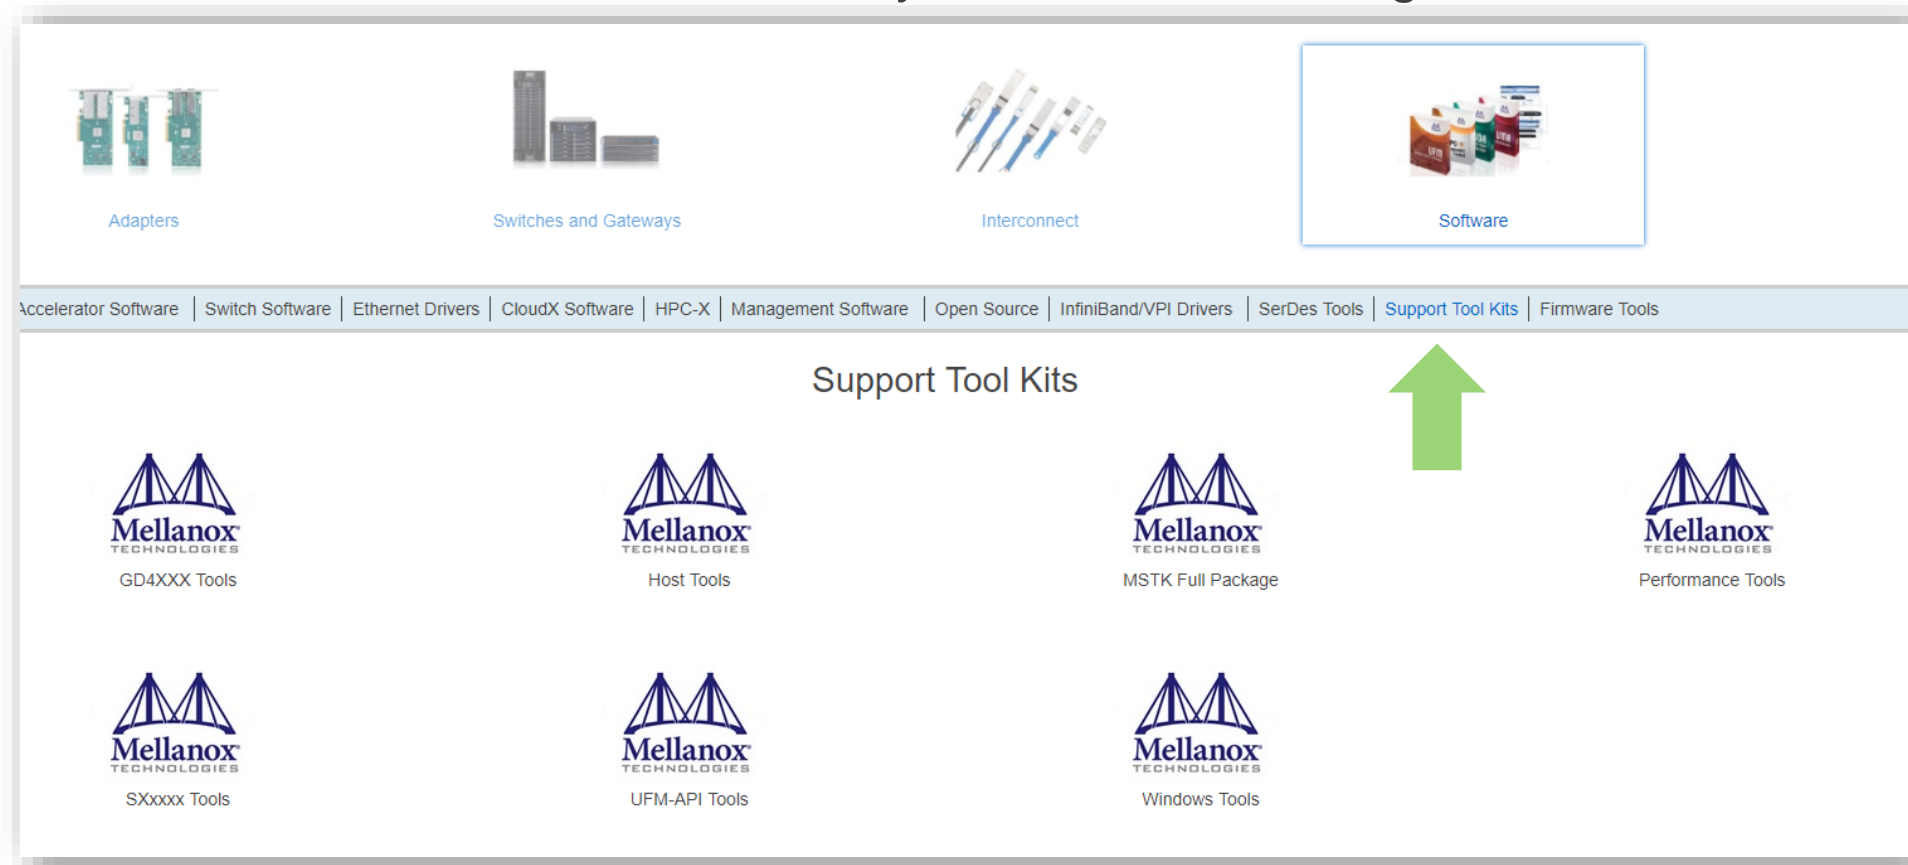 Adapters
Switches and Gateways
Interconnect
Software
Accelerator Software | Switch Software | Ethernet Drivers | CloudX Software | HPC-X | Management Software | Open Source | InfiniBand/VPI Drivers | SerDes Tools | Support Tool Kits | Firmware Tools
Support Tool Kits
Mellanox
TECHNOLOGIES
GD4XXX Tools
Mellanox
TECHNOLOGIES
Host Tools
Mellanox
TECHNOLOGIES
MSTK Full Package
Mellanox
TECHNOLOGIES
Performance Tools
Mellanox
TECHNOLOGIES
SXxxxx Tools
Mellanox
TECHNOLOGIES
UFM-API Tools
Mellanox
TECHNOLOGIES
Windows Tools